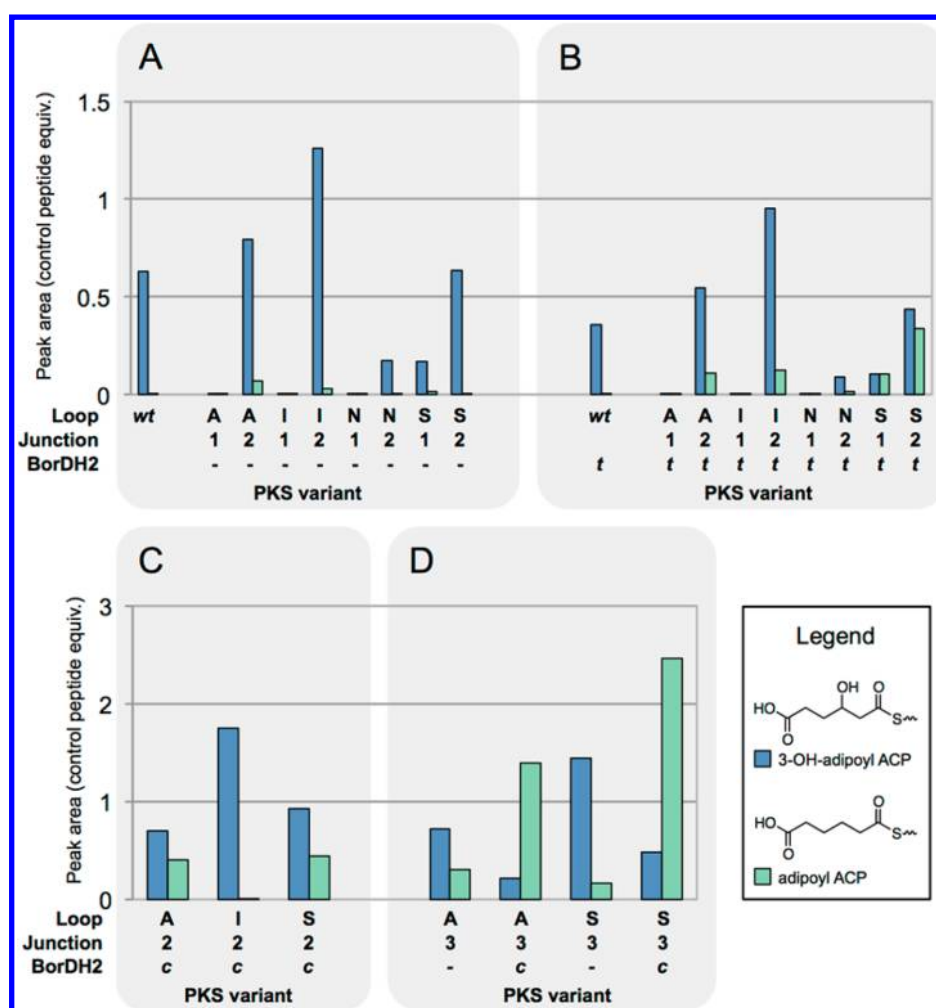 A
B
Peak area (control peptide equiv.)
1.5
1
0.5
0
Loop wt A A I I N N S S wt A A I I N N S S
Junction 1 2 1 2 1 2 1 2 1 2 1 2 1 2 1 2
BorDH2 - - - - - - - - t t t t t t t t t
PKS variant PKS variant
C
D
Peak area (control peptide equiv.)
3
2
1
0
Loop A I S A A S S
Junction 2 2 2 3 3 3 3
BorDH2 c c c - c - c
PKS variant PKS variant
Legend
OH O
HO S
O
3-OH-adipoyl ACP
O
HO S
O
adipoyl ACP